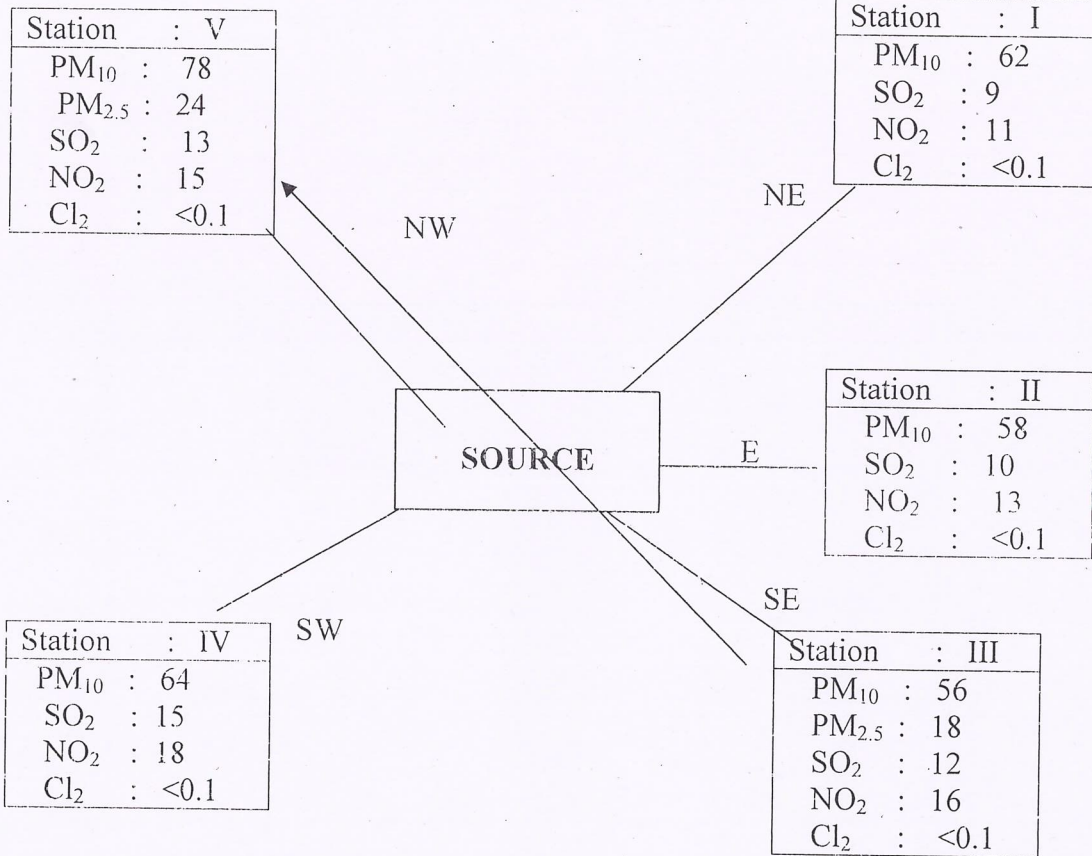 Station : V
PM₁₀ : 78
PM₂.₅ : 24
SO₂ : 13
NO₂ : 15
Cl₂ : <0.1
Station : I
PM₁₀ : 62
SO₂ : 9
NO₂ : 11
Cl₂ : <0.1
NW
NE
SOURCE
E
Station : II
PM₁₀ : 58
SO₂ : 10
NO₂ : 13
Cl₂ : <0.1
SW
SE
Station : IV
PM₁₀ : 64
SO₂ : 15
NO₂ : 18
Cl₂ : <0.1
Station : III
PM₁₀ : 56
PM₂.₅ : 18
SO₂ : 12
NO₂ : 16
Cl₂ : <0.1